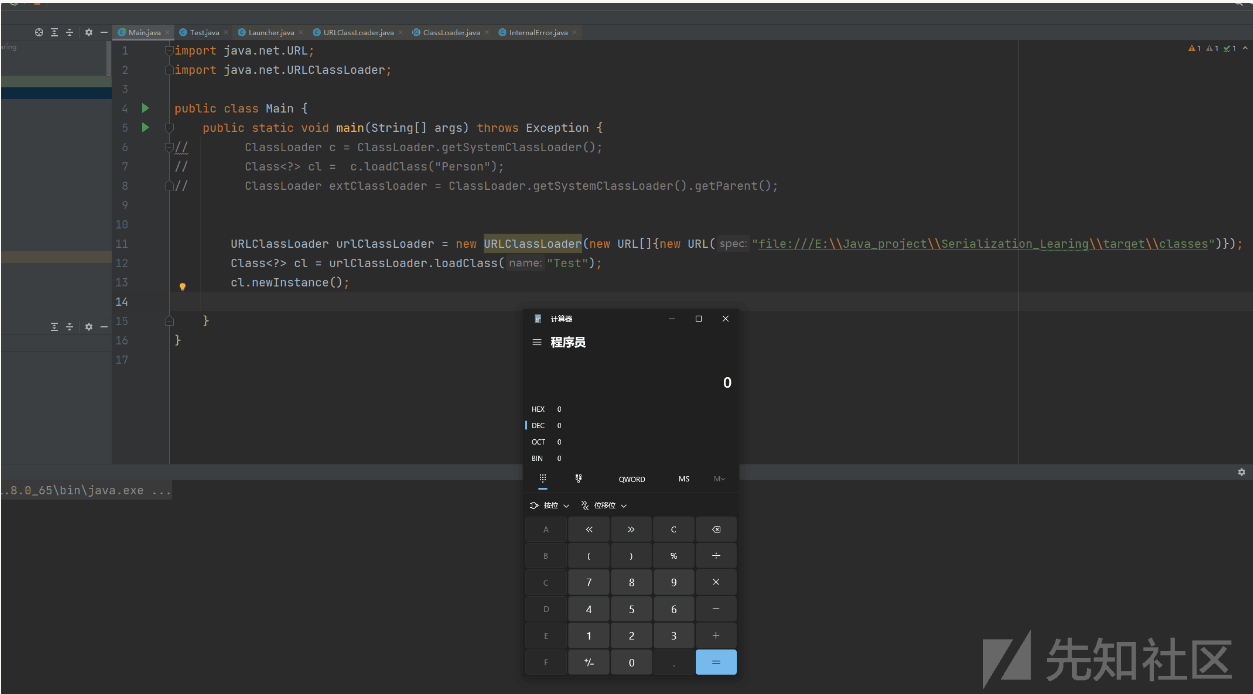 Main.java Test.java Launcher.java URLClassLoader.java ClassLoader.java InternalError.java
1 import java.net.URL;
2 import java.net.URLClassLoader;
3
4 public class Main {
5 public static void main(String[] args) throws Exception {
6 // ClassLoader c = ClassLoader.getSystemClassLoader();
7 // Class<?> cl = c.loadClass("Person");
8 // ClassLoader extClassloader = ClassLoader.getSystemClassLoader().getParent();
9
10
11 URLClassLoader urlClassLoader = new URLClassLoader(new URL[]{new URL( spec: "file:///E:\\Java_project\\Serialization_Learing\\target\\classes")});
12 Class<?> cl = urlClassLoader.loadClass( name: "Test");
13 cl.newInstance();
14
15 }
16 }
17
1 1 1
计算器
程序员
0
HEX 0
DEC 0
OCT 0
BIN 0
QWORD MS M
按位 位移位
A « » C
B ( ) % ÷
C 7 8 9 ×
D 4 5 6 −
E 1 2 3 +
F +/- 0 . =
.8.0_65\bin\java.exe ...
先知社区